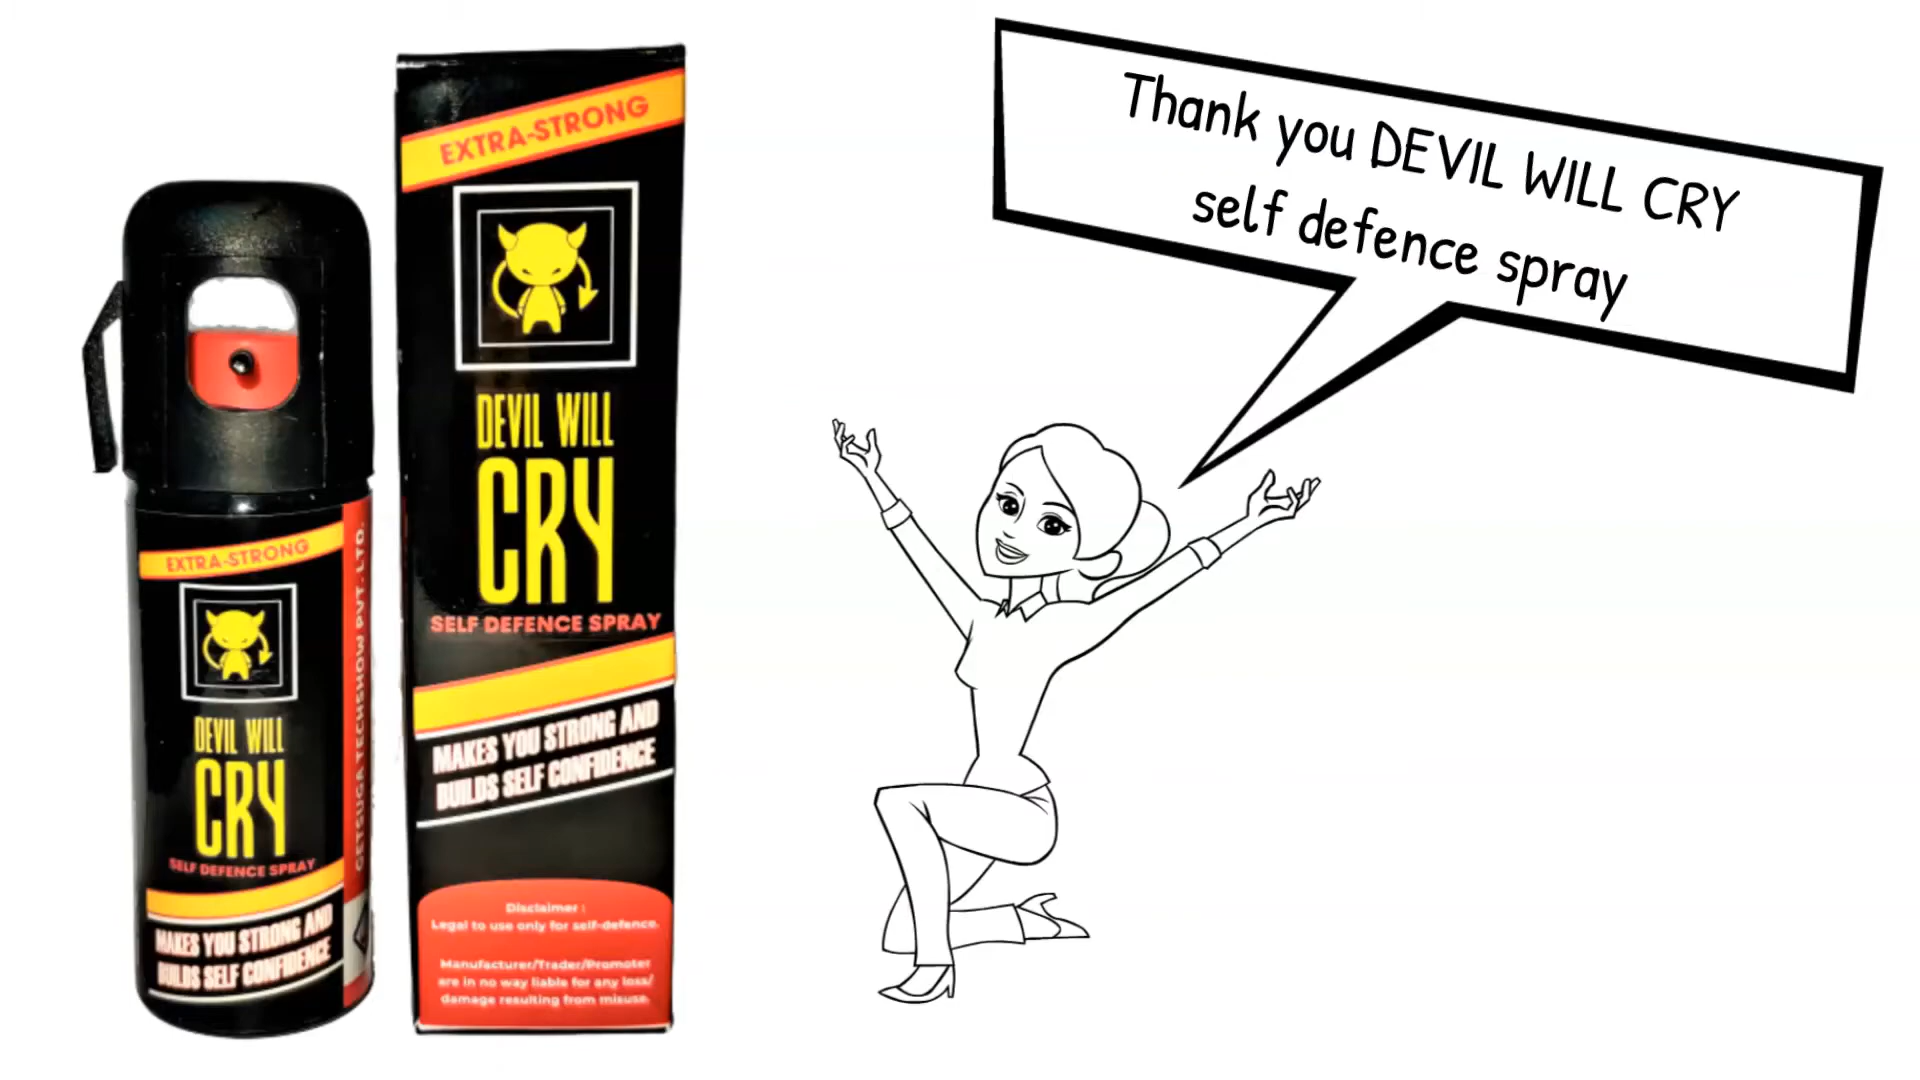 EXTRA-STRONG
DEVIL WILL
CRY
SELF DEFENCE SPRAY
MAKES YOU STRONG AND
BUILDS SELF CONFIDENCE
GETSUGA TECHSHOW PVT. LTD.
EXTRA-STRONG
DEVIL WILL
CRY
SELF DEFENCE SPRAY
MAKES YOU STRONG AND
BUILDS SELF CONFIDENCE
Disclaimer :
Legal to use only for self-defence.
Manufacturer/Trader/Promoter
are in no way liable for any loss/
damage resulting from misuse.
Thank you DEVIL WILL CRY
self defence spray